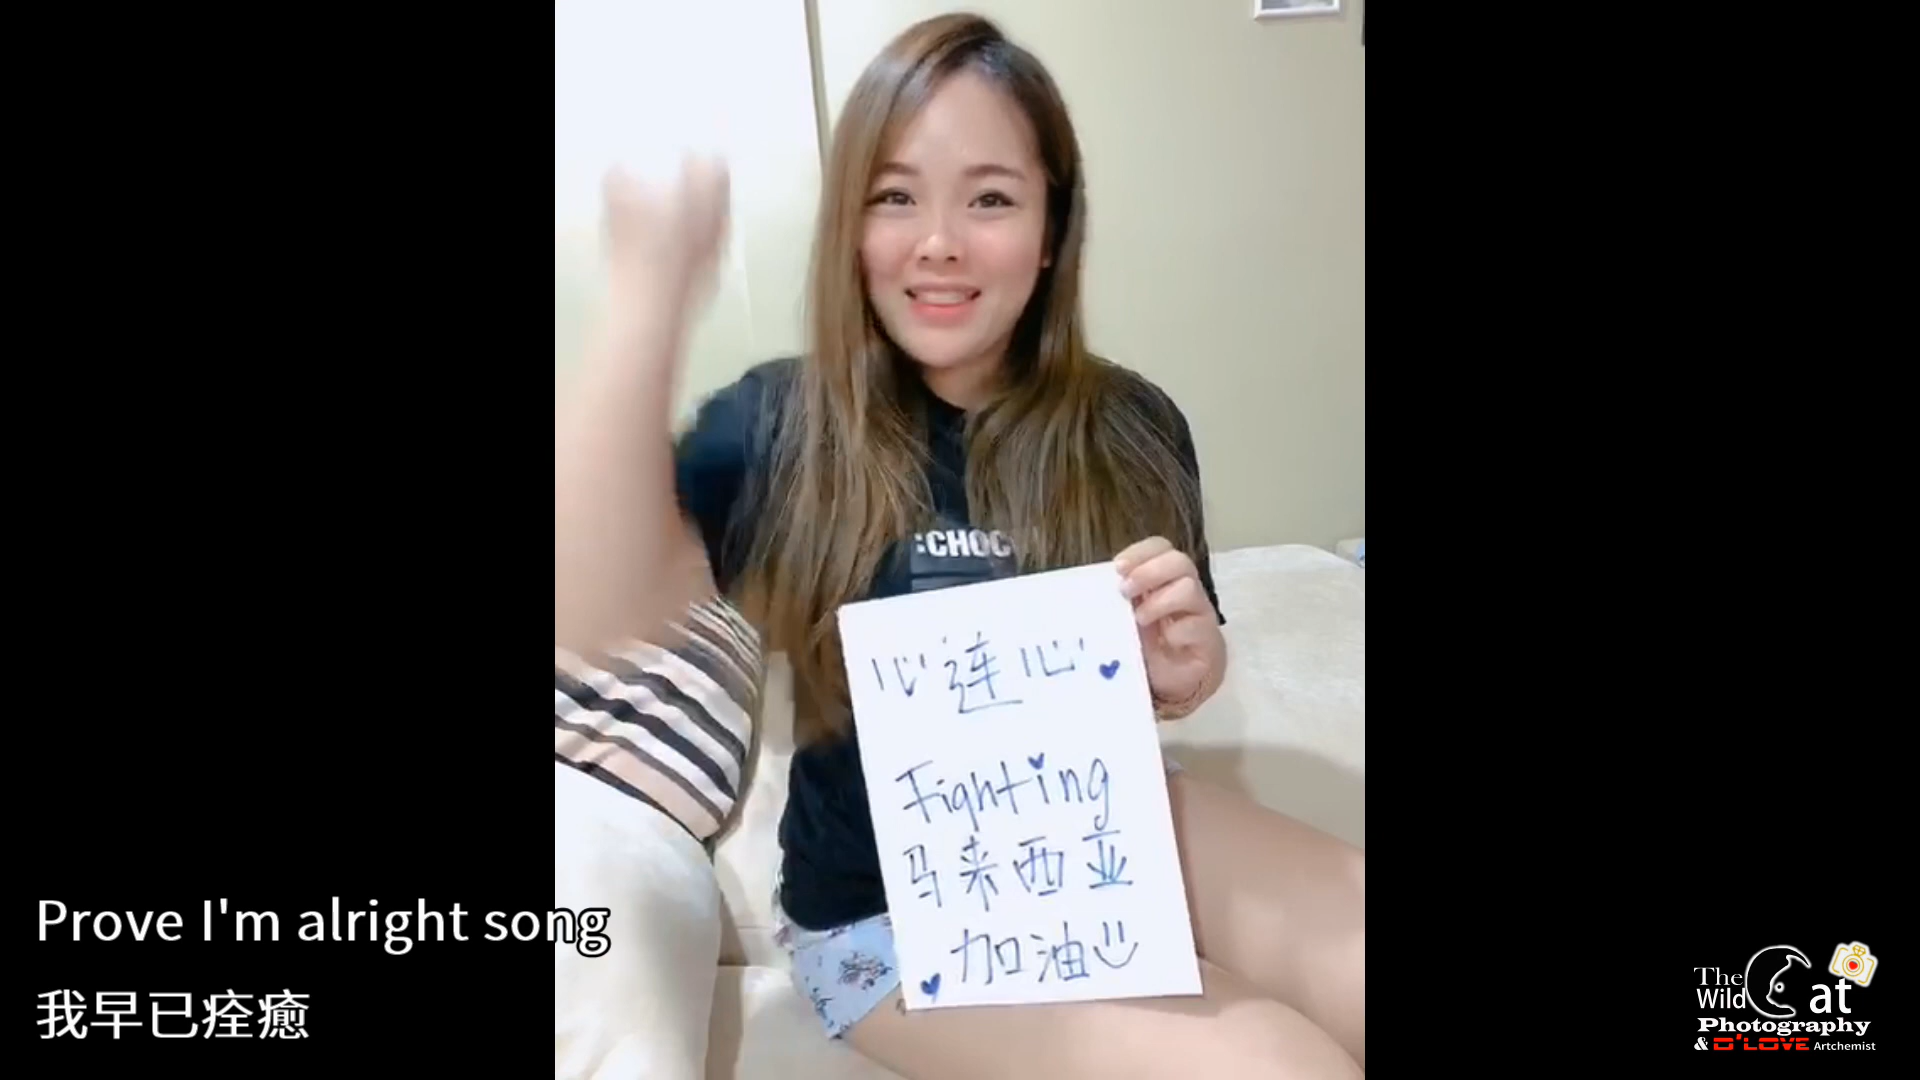 :CHOC
心连心
Fighting
马来西亚
加油
Prove I'm alright song
我早已痊癒
The
Wild Cat
Photography
& D'LOVE Artchemist